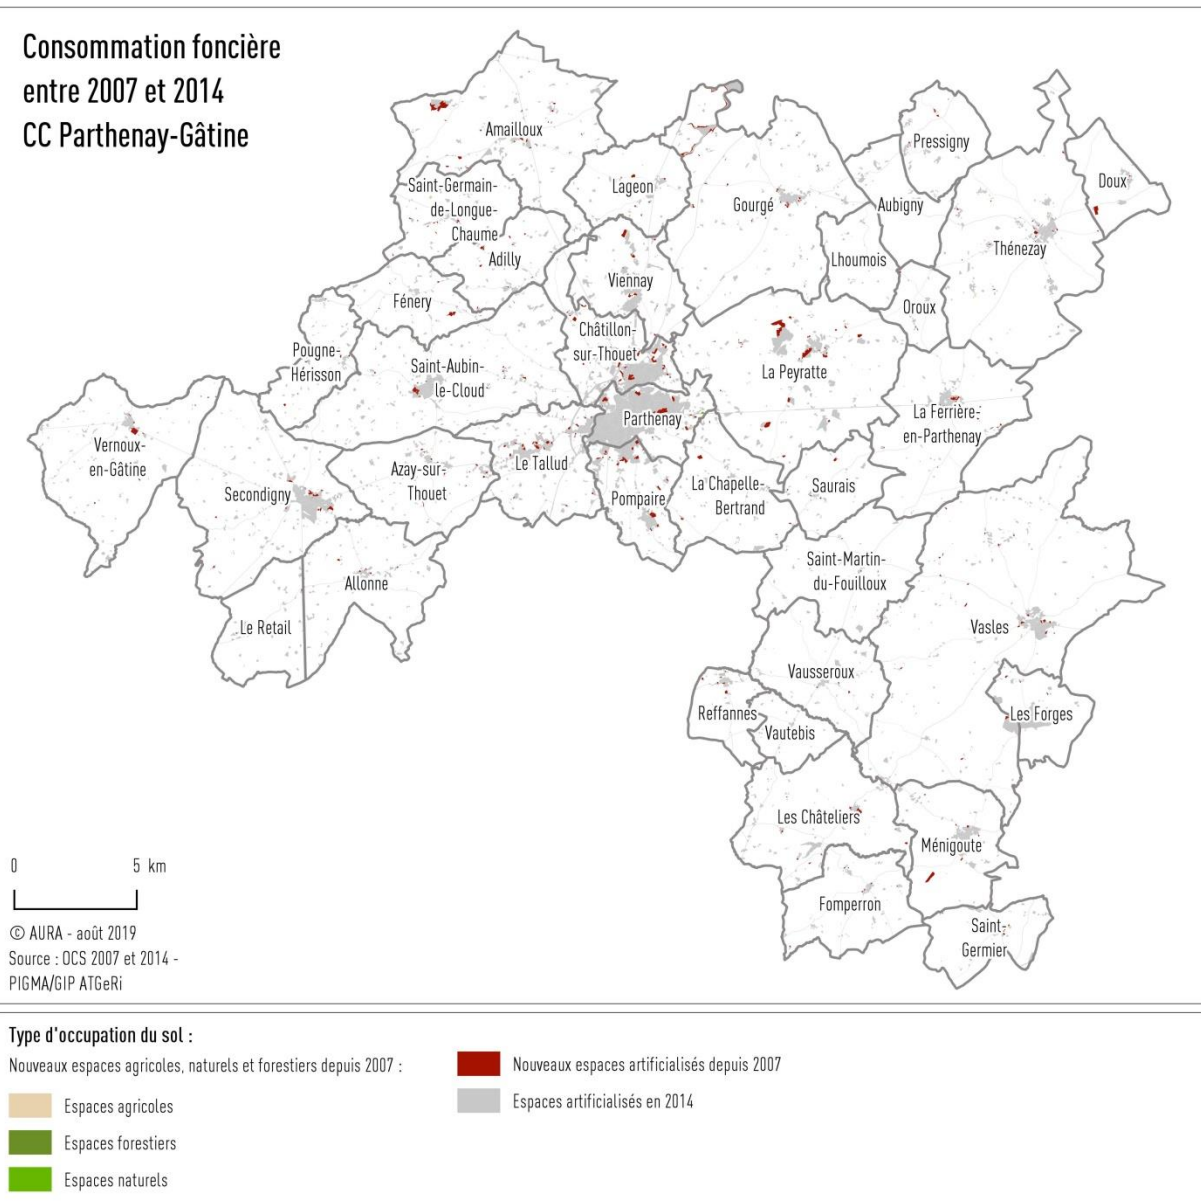 Consommation foncière
entre 2007 et 2014
CC Parthenay-Gâtine
Amailloux
Pressigny
Saint-Germain-
de-Longue-
Chaume
Lageon
Gourgé
Aubigny
Doux
Adilly
Viennay
Lhoumois
Thénezay
Fénery
Oroux
Pougne-
Hérisson
Châtillon-
sur-Thouet
Saint-Aubin-
le-Cloud
La Peyratte
Parthenay
La Ferrière-
en-Parthenay
Vernoux-
en-Gâtine
Secondigny
Azay-sur-
Thouet
Le Tallud
Pompaire
La Chapelle-
Bertrand
Saurais
Allonne
Saint-Martin-
du-Fouilloux
Le Retail
Vasles
Vausseroux
Reffannes
Vautebis
Les Forges
Les Châteliers
Ménigoute
Fomperron
Saint-
Germier
0 5 km
© AURA - août 2019
Source : OCS 2007 et 2014 -
PIGMA/GIP ATGeRi
Type d'occupation du sol :
Nouveaux espaces agricoles, naturels et forestiers depuis 2007 :
Espaces agricoles
Espaces forestiers
Espaces naturels
Nouveaux espaces artificialisés depuis 2007
Espaces artificialisés en 2014